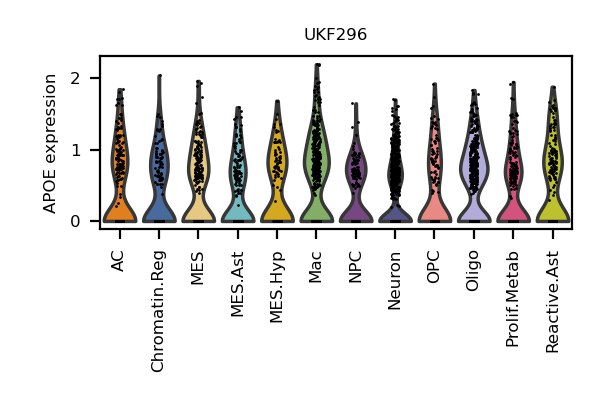 UKF296
APOE expression
2
1
0
AC
Chromatin.Reg
MES
MES.Ast
MES.Hyp
Mac
NPC
Neuron
OPC
Oligo
Prolif.Metab
Reactive.Ast